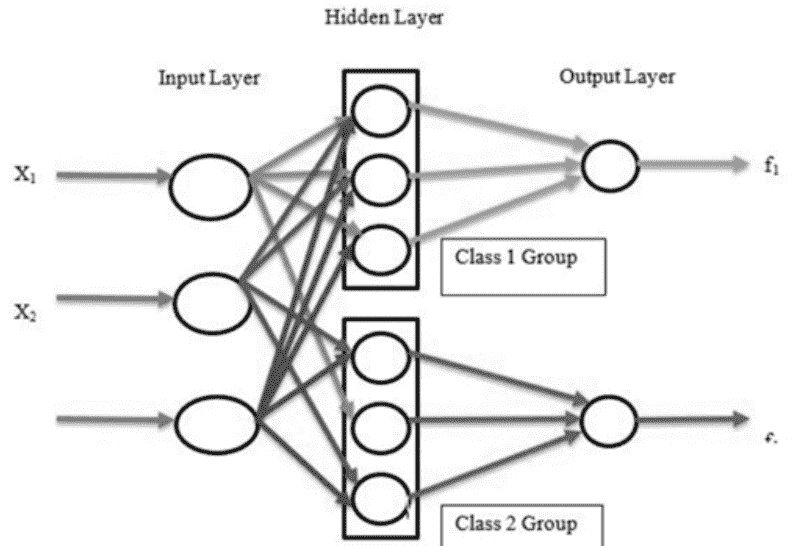 Hidden Layer
Input Layer
Output Layer
X₁
f₁
Class 1 Group
X₂
Class 2 Group